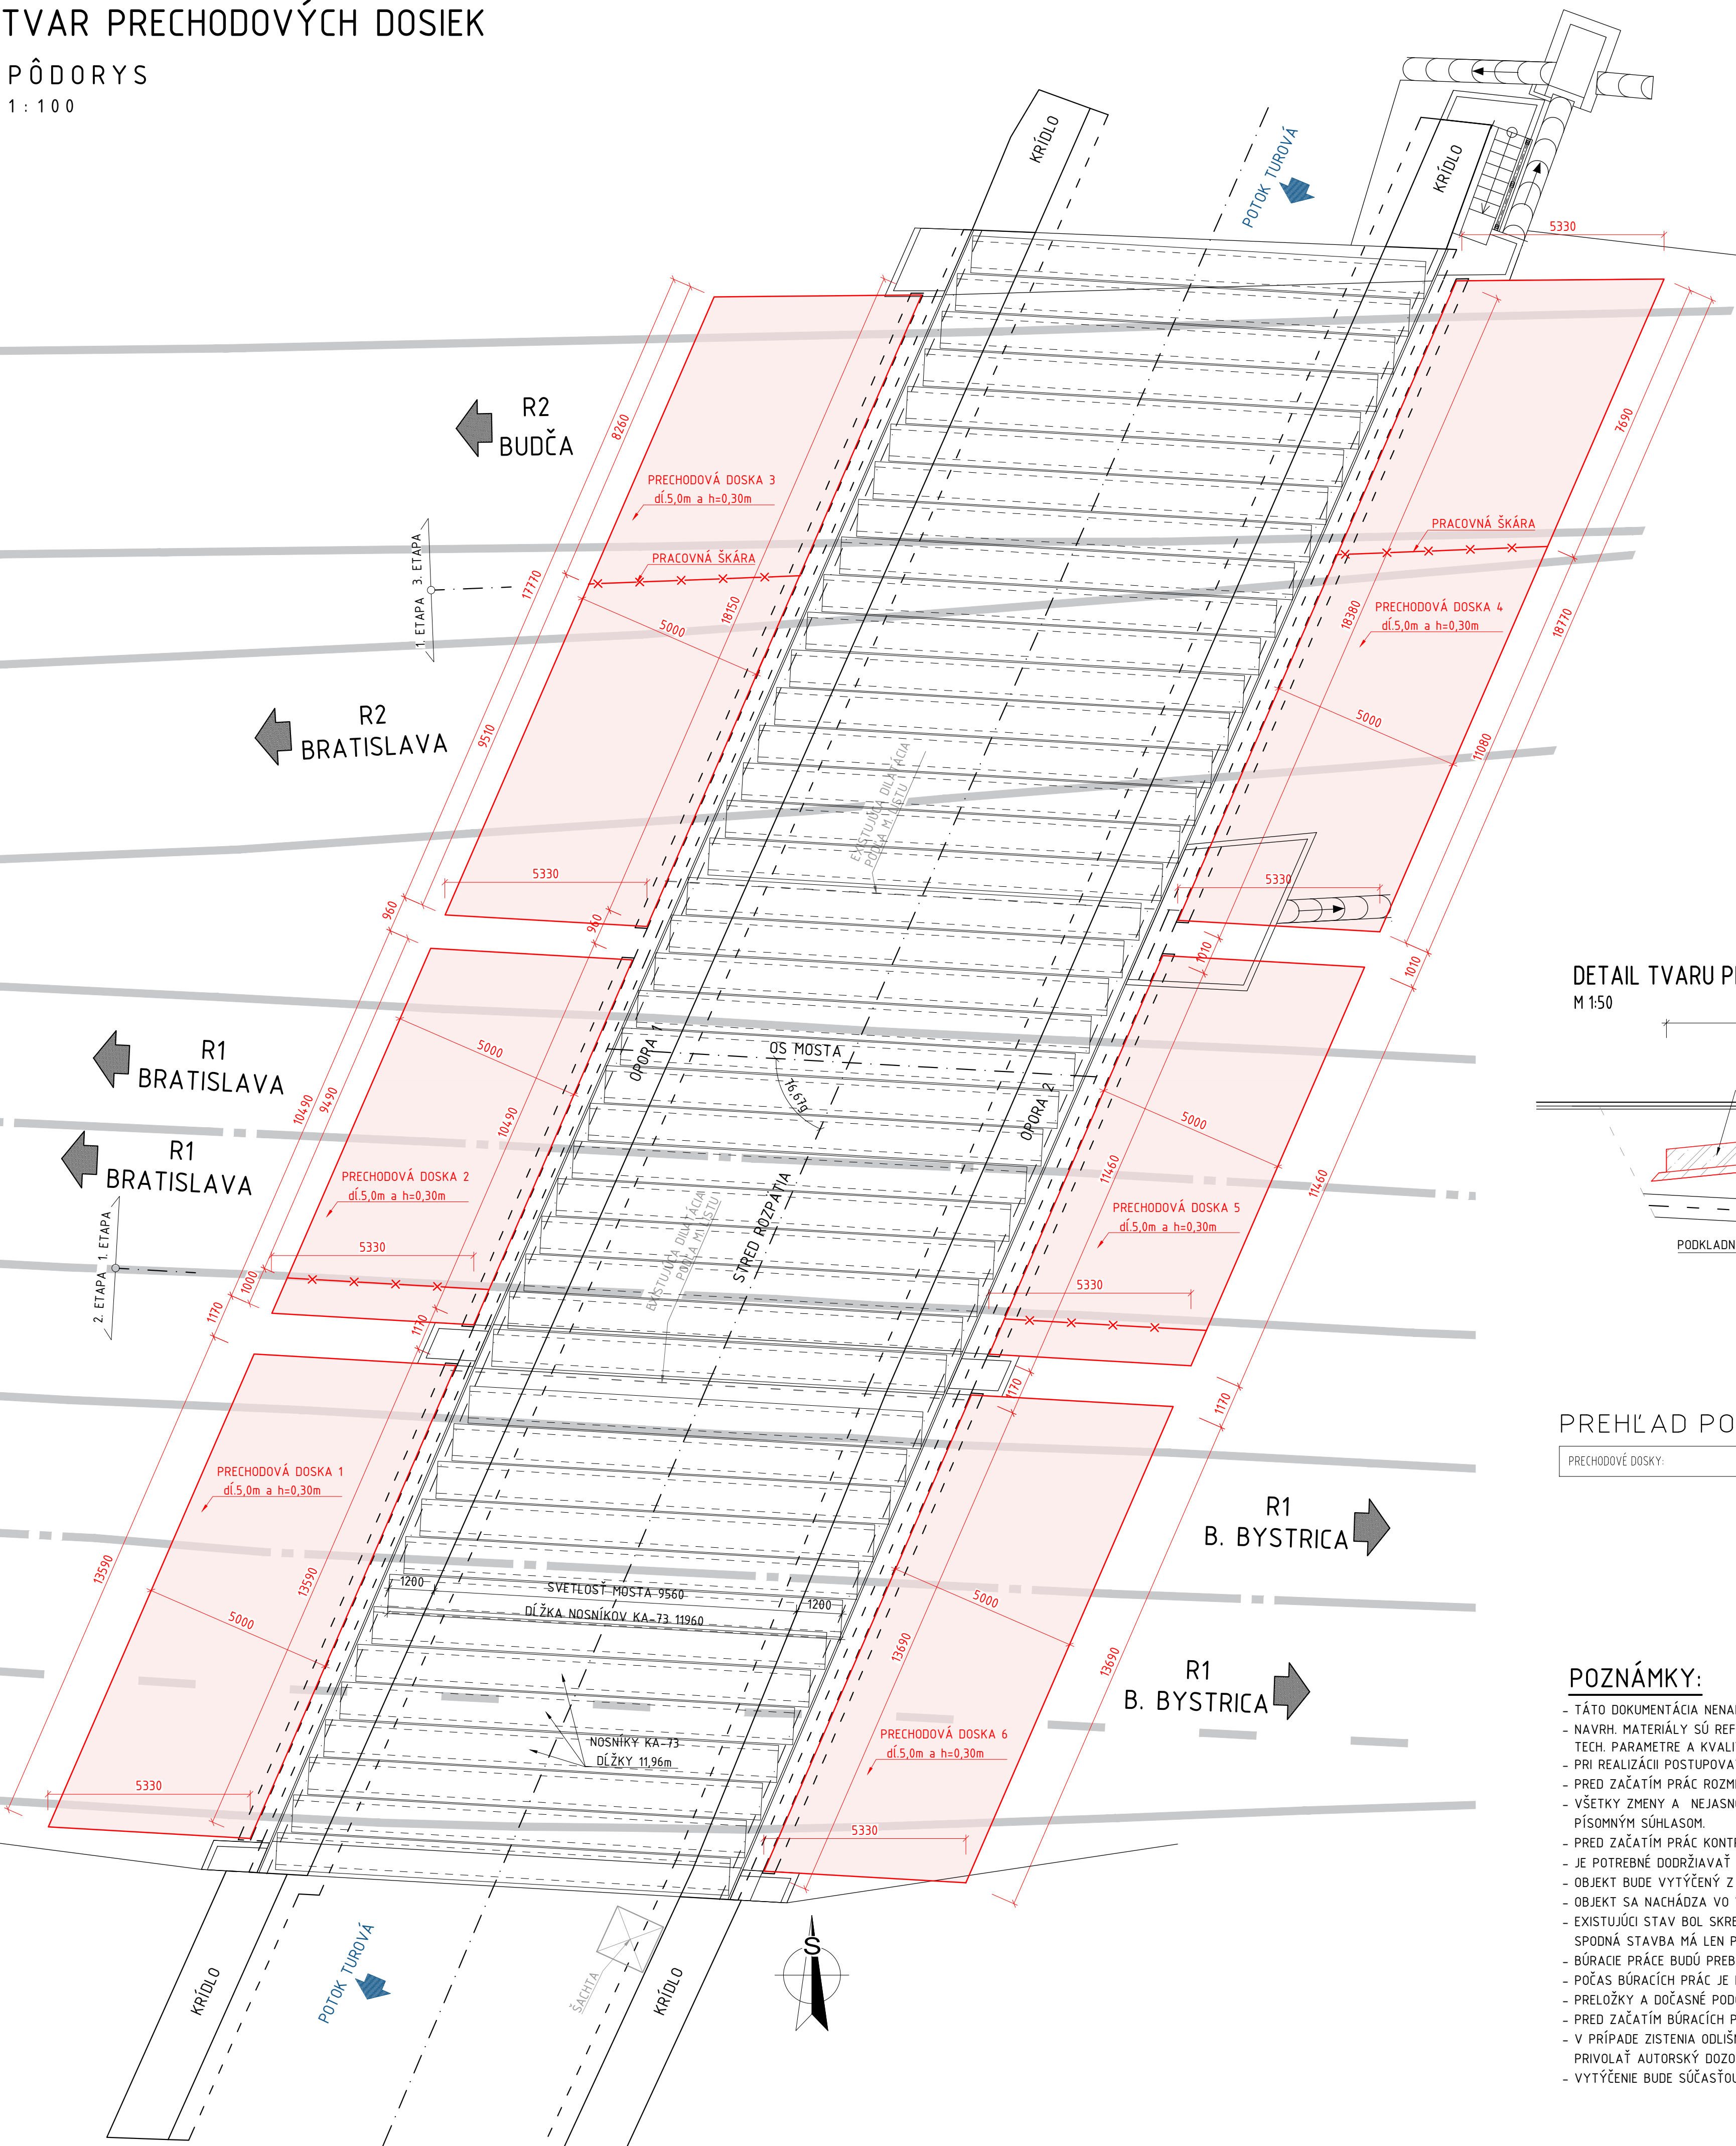 TVAR PRECHODOVÝCH DOSIEK
PÔDORYS
1:100
KRÍDLO
POTOK TUROVÁ
KRÍDLO
5330
R2
BUDČA
8260
7690
PRECHODOVÁ DOSKA 3
dĺ.5,0m a h=0,30m
PRACOVNÁ ŠKÁRA
PRACOVNÁ ŠKÁRA
1. ETAPA
3. ETAPA
17770
18150
5000
18380
PRECHODOVÁ DOSKA 4
dĺ.5,0m a h=0,30m
18770
R2
BRATISLAVA
9510
5000
11080
EXISTUJÚCA DILATÁCIA
PODĽA M. LISTU
5330
5330
960
960
1010
1010
DETAIL TVARU
M 1:50
R1
BRATISLAVA
5000
OPORA 1
OS MOSTA
76.67g
OPORA 2
10490
9490
10490
5000
R1
BRATISLAVA
PRECHODOVÁ DOSKA 2
dĺ.5,0m a h=0,30m
11460
11460
PRECHODOVÁ DOSKA 5
dĺ.5,0m a h=0,30m
EXISTUJÚCA DILATÁCIA
PODĽA M. LISTU
STRED ROZPÄTIA
PODKLADN
2. ETAPA
1. ETAPA
5330
5330
1000
1170
1170
1170
1170
PREHĽAD PO
PRECHODOVÉ DOSKY:
PRECHODOVÁ DOSKA 1
dĺ.5,0m a h=0,30m
R1
B. BYSTRICA
13590
13590
5000
1200
SVETLOSŤ MOSTA 9560
1200
DĹŽKA NOSNÍKOV KA-73 11960
5000
13690
13690
R1
B. BYSTRICA
PRECHODOVÁ DOSKA 6
dĺ.5,0m a h=0,30m
NOSNÍKY KA-73
DĹŽKY 11,96m
5330
5330
S
KRÍDLO
POTOK TUROVÁ
ŠACHTA
KRÍDLO
POZNÁMKY:
- TÁTO DOKUMENTÁCIA NENA
- NAVRH. MATERIÁLY SÚ REF
TECH. PARAMETRE A KVALI
- PRI REALIZÁCII POSTUPOVA
- PRED ZAČATÍM PRÁC ROZM
- VŠETKY ZMENY A NEJASN
PÍSOMNÝM SÚHLASOM.
- PRED ZAČATÍM PRÁC KONT
- JE POTREBNÉ DODRŽIAVAŤ
- OBJEKT BUDE VYTÝČENÝ Z
- OBJEKT SA NACHÁDZA VO
- EXISTUJÚCI STAV BOL SKRE
SPODNÁ STAVBA MÁ LEN P
- BÚRACIE PRÁCE BUDÚ PREB
- POČAS BÚRACÍCH PRÁC JE
- PRELOŽKY A DOČASNÉ POD
- PRED ZAČATÍM BÚRACÍCH P
- V PRÍPADE ZISTENIA ODLIŠ
PRIVOLAŤ AUTORSKÝ DOZO
- VYTÝČENIE BUDE SÚČASŤOU